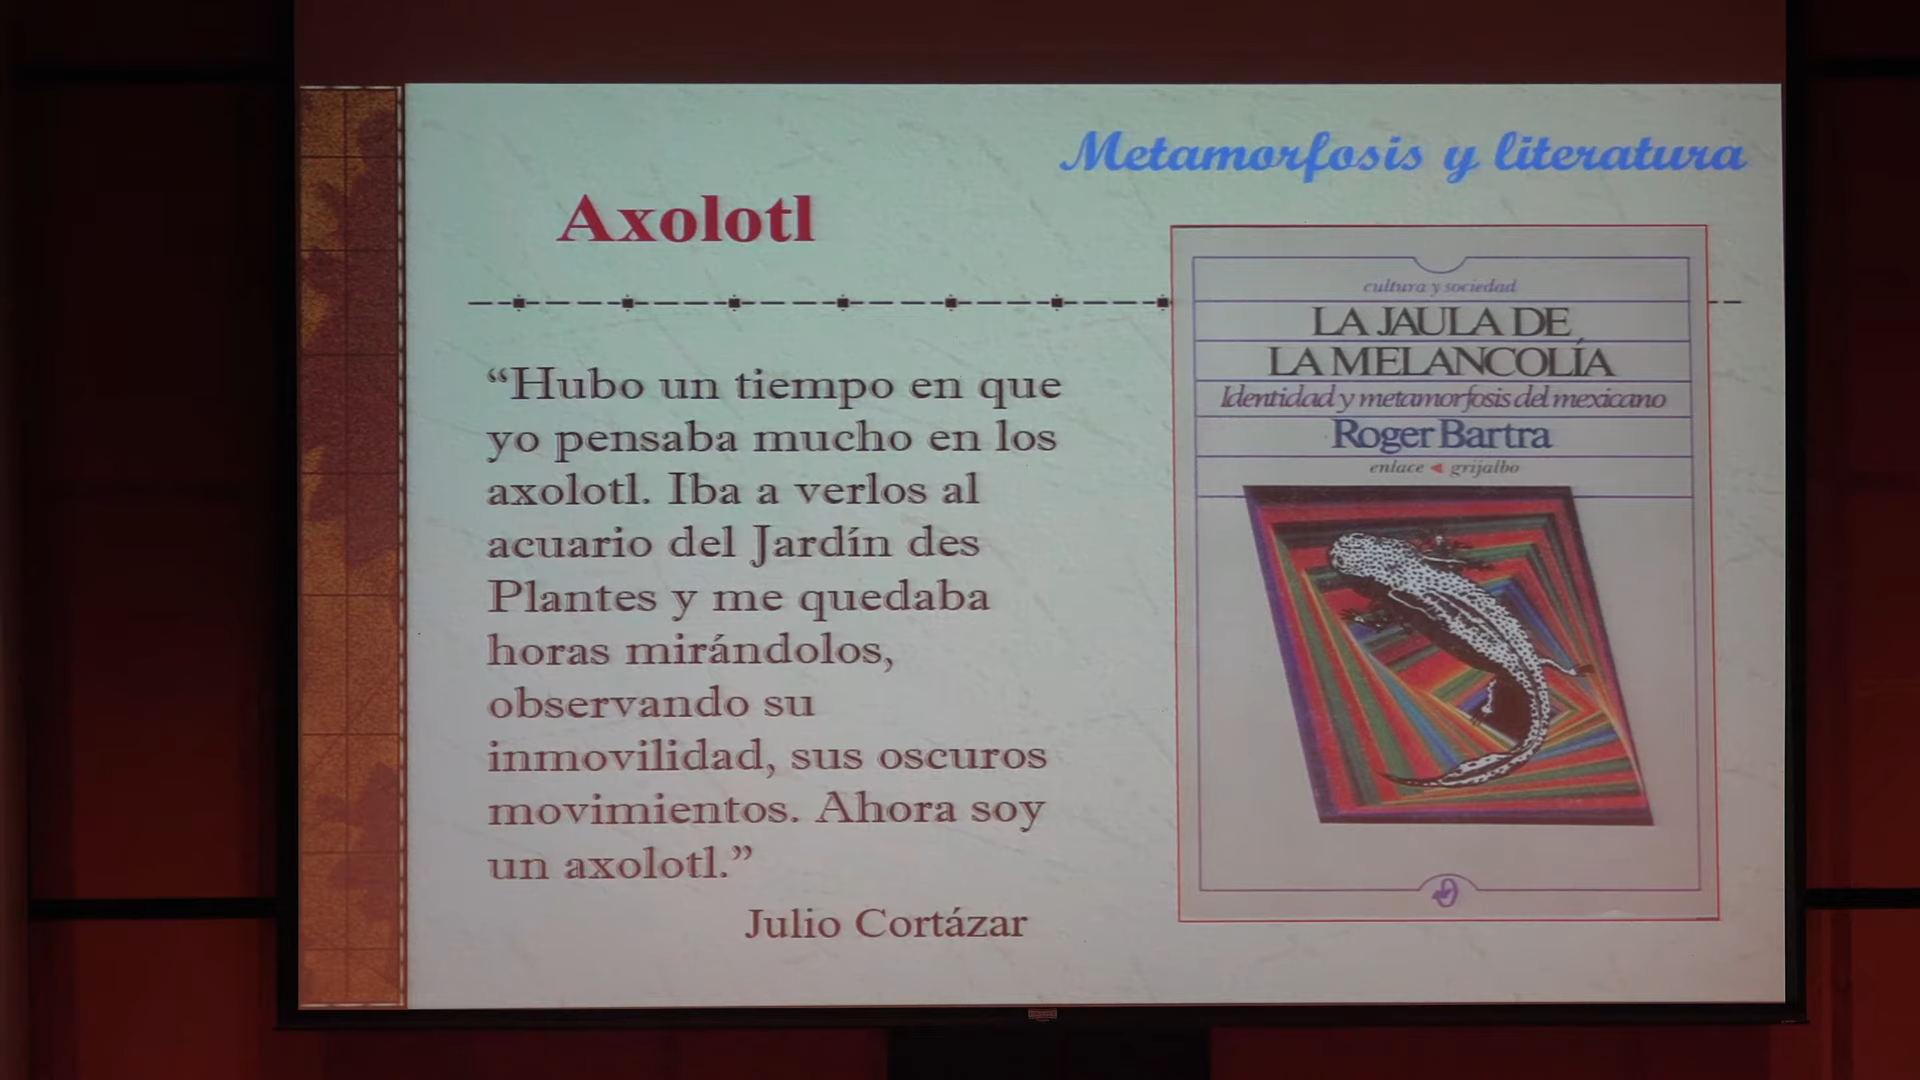 Metamorfosis y literatura
Axolotl
“Hubo un tiempo en que
yo pensaba mucho en los
axolotl. Iba a verlos al
acuario del Jardín des
Plantes y me quedaba
horas mirándolos,
observando su
inmovilidad, sus oscuros
movimientos. Ahora soy
un axolotl.”
Julio Cortázar
cultura y sociedad
LA JAULA DE
LA MELANCOLÍA
Identidad y metamorfosis del mexicano
Roger Bartra
enlace grijalbo